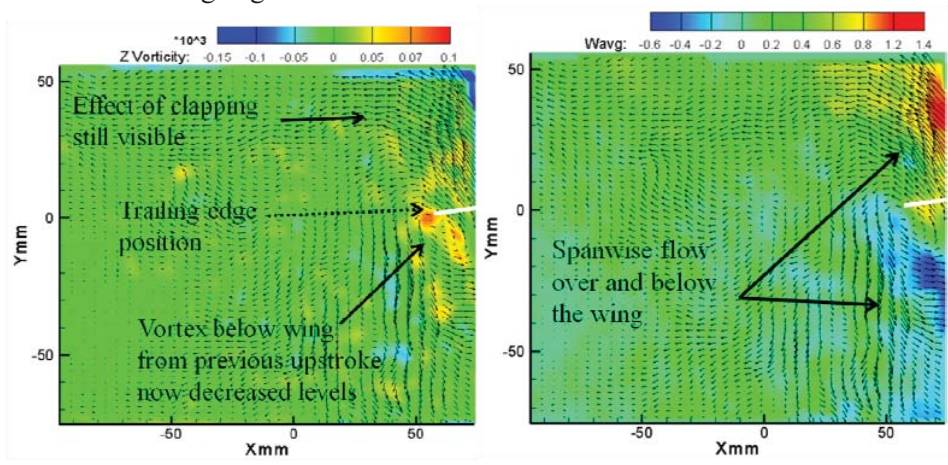 *10^3
Z Vorticity: -0.15 -0.1 -0.05 0 0.05 0.07 0.1
50
0
-50
Ymm
Effect of clapping
still visible
Trailing edge
position
Vortex below wing
from previous upstroke
now decreased levels
-50 0 50
Xmm
Wavg: -0.6 -0.4 -0.2 0 0.2 0.4 0.6 0.8 1.2 1.4
50
0
-50
Ymm
Spanwise flow
over and below
the wing
-50 0 50
Xmm